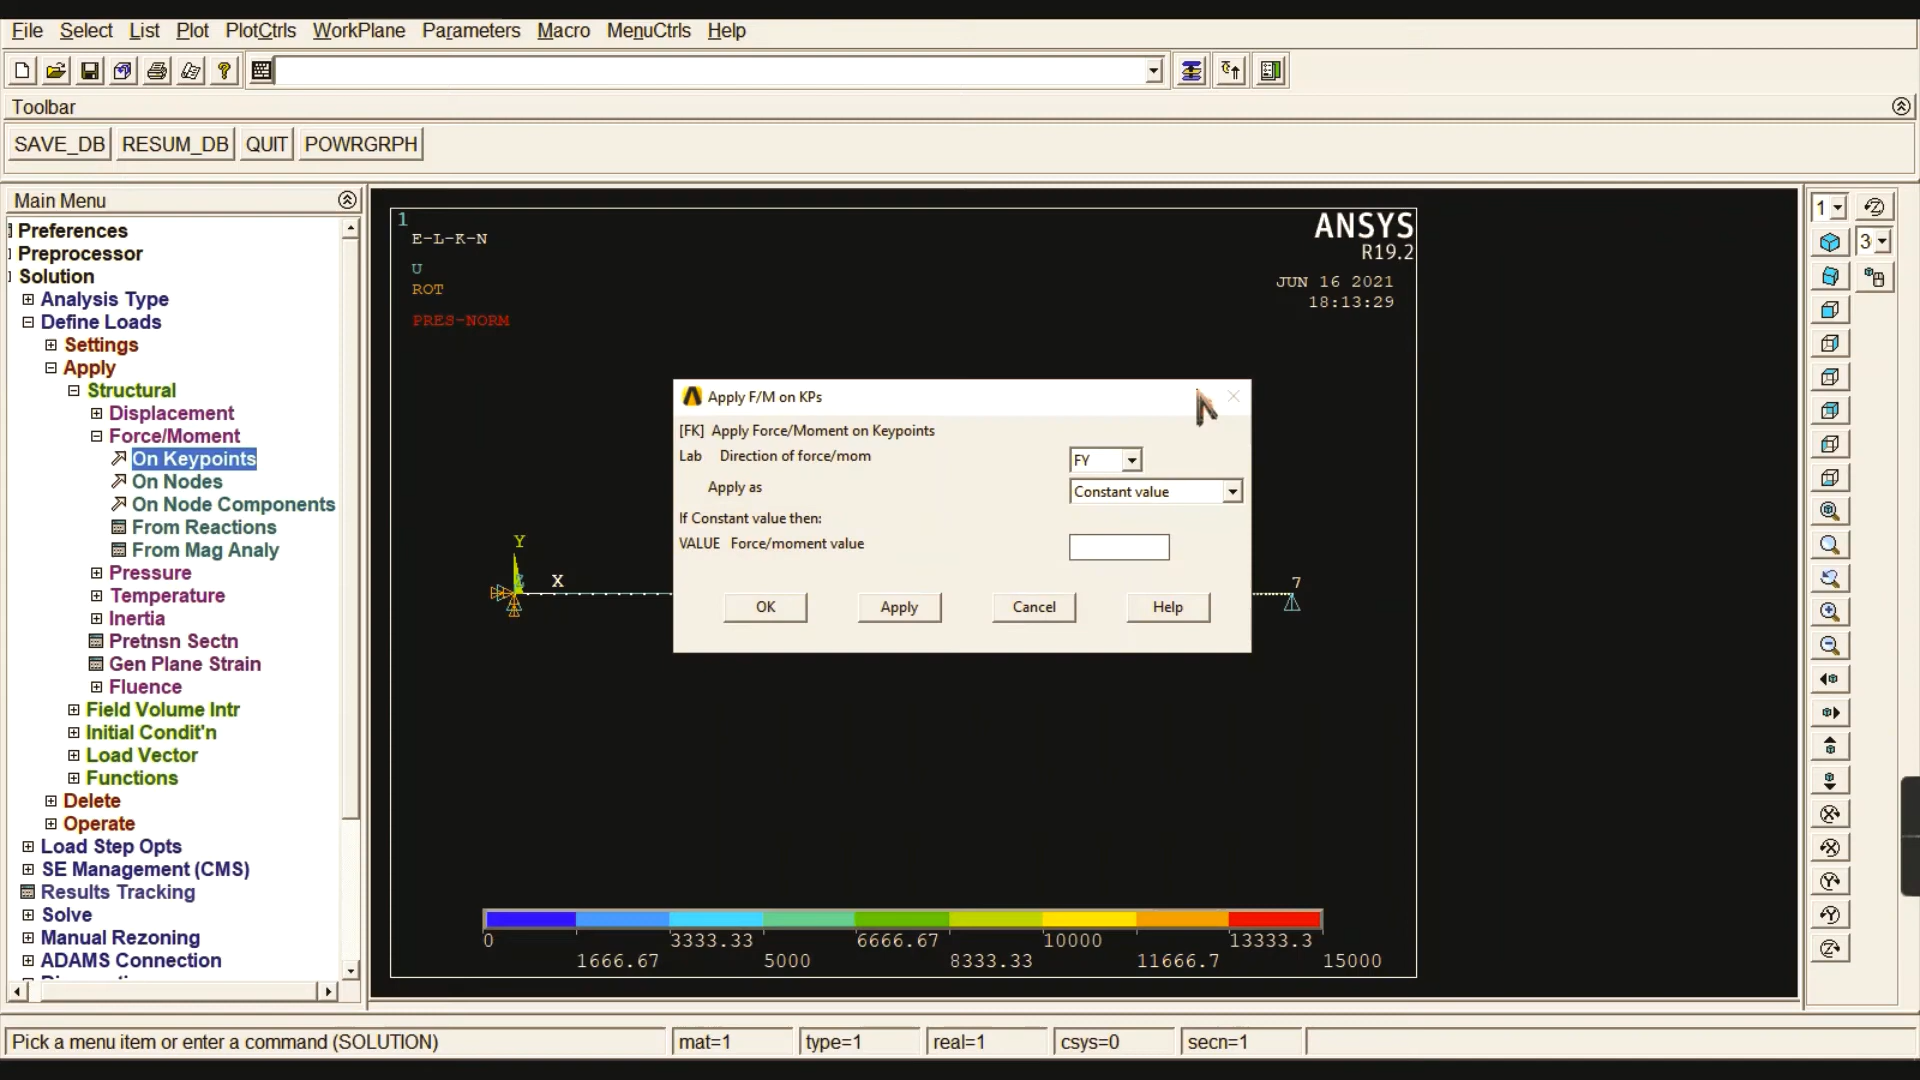 File Select List Plot PlotCtrls WorkPlane Parameters Macro MenuCtrls Help
Toolbar
SAVE_DB RESUM_DB QUIT POWRGRPH
Main Menu
Preferences
Preprocessor
Solution
Analysis Type
Define Loads
Settings
Apply
Structural
Displacement
Force/Moment
On Keypoints
On Nodes
On Node Components
From Reactions
From Mag Analy
Pressure
Temperature
Inertia
Pretnsn Sectn
Gen Plane Strain
Fluence
Field Volume Intr
Initial Condit'n
Load Vector
Functions
Delete
Operate
Load Step Opts
SE Management (CMS)
Results Tracking
Solve
Manual Rezoning
ADAMS Connection
1
E-L-K-N
U
ROT
PRES-NORM
ANSYS
R19.2
JUN 16 2021
18:13:29
Y
X
7
Apply F/M on KPs
[FK] Apply Force/Moment on Keypoints
Lab Direction of force/mom FY
Apply as Constant value
If Constant value then:
VALUE Force/moment value
OK Apply Cancel Help
0 3333.33 6666.67 10000 13333.3
1666.67 5000 8333.33 11666.7 15000
1
3
Pick a menu item or enter a command (SOLUTION) mat=1 type=1 real=1 csys=0 secn=1